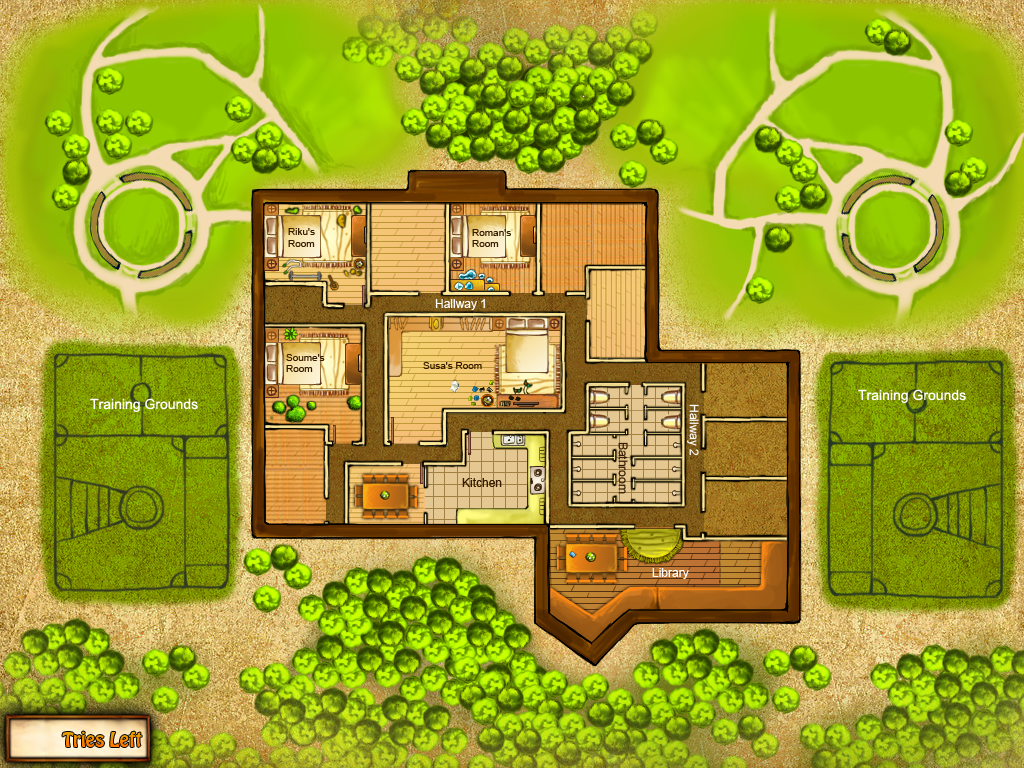 Riku's
Room
Roman's
Room
Hallway 1
Soume's
Room
Susa's Room
Training Grounds
Training Grounds
Hallway 2
Bathroom
Kitchen
Library
Tries Left